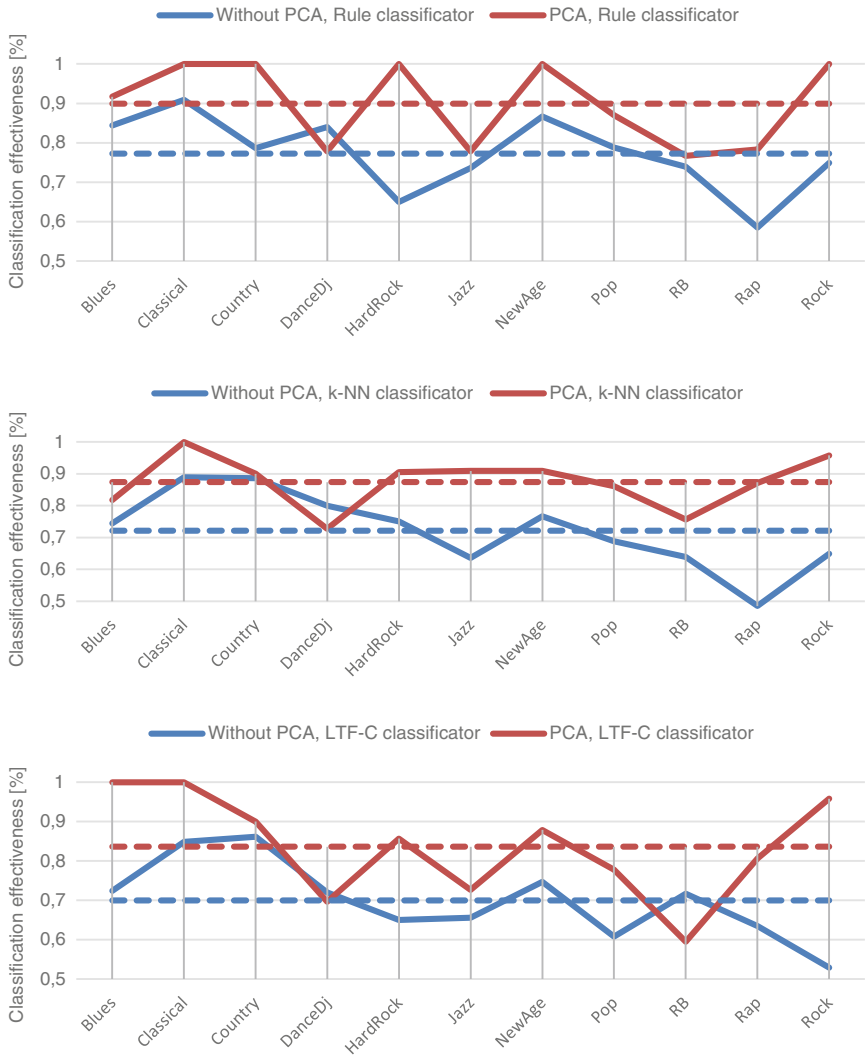 Without PCA, Rule classificator PCA, Rule classificator
Classification effectiveness [%]
1
0,9
0,8
0,7
0,6
0,5
Blues Classical Country DanceDj HardRock Jazz NewAge Pop RB Rap Rock
Without PCA, k-NN classificator PCA, k-NN classificator
Classification effectiveness [%]
1
0,9
0,8
0,7
0,6
0,5
Blues Classical Country DanceDj HardRock Jazz NewAge Pop RB Rap Rock
Without PCA, LTF-C classificator PCA, LTF-C classificator
Classification effectiveness [%]
1
0,9
0,8
0,7
0,6
0,5
Blues Classical Country DanceDj HardRock Jazz NewAge Pop RB Rap Rock